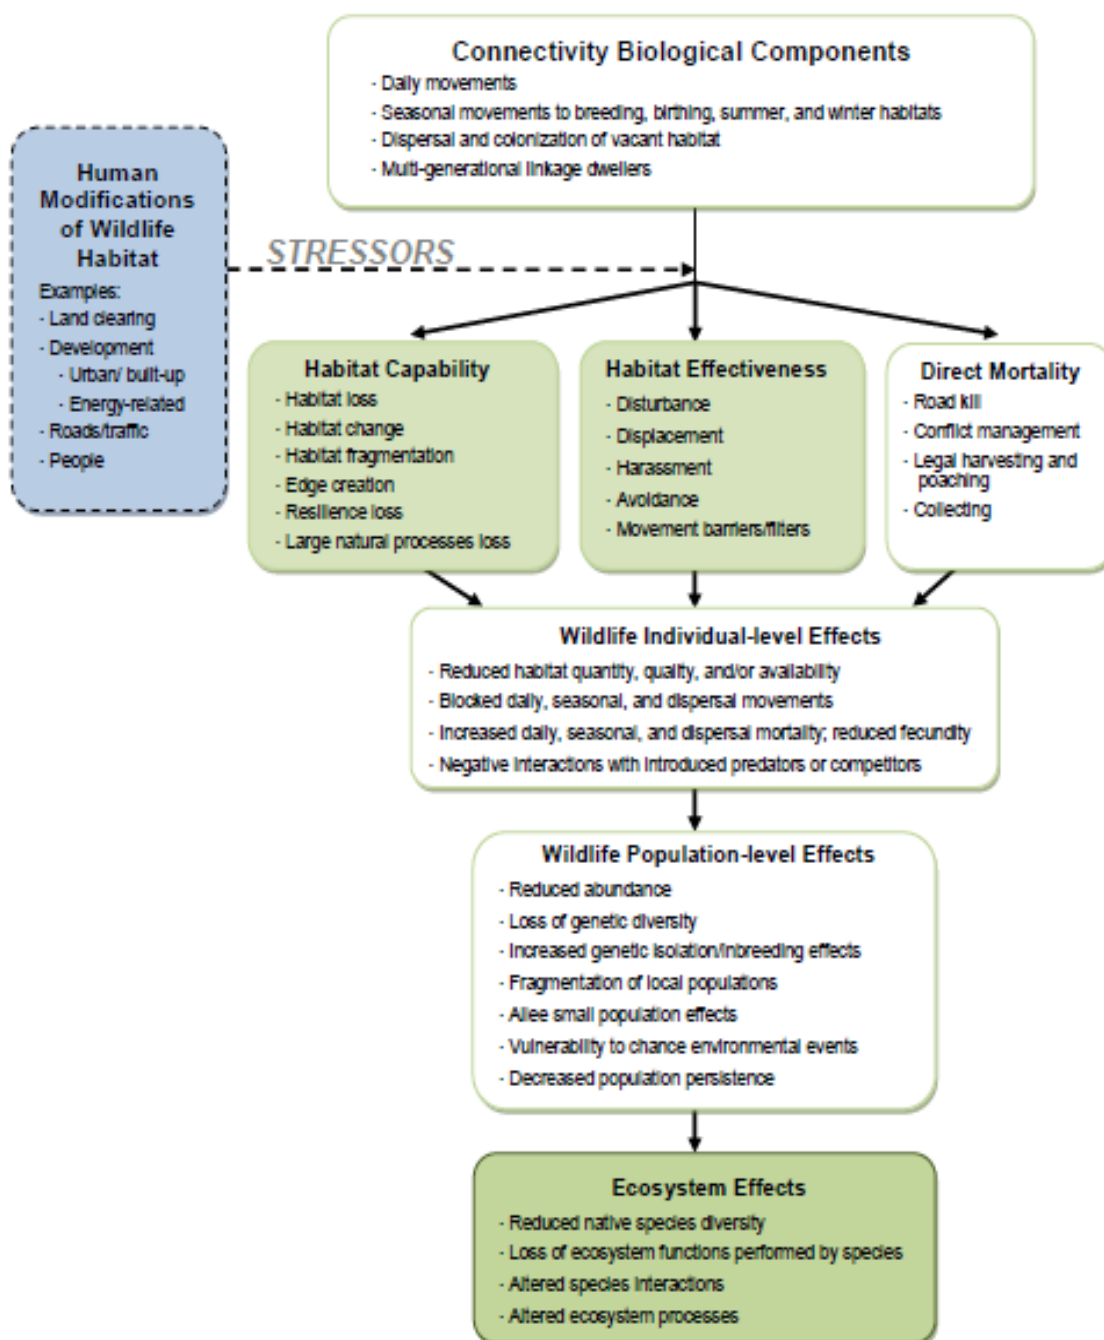 Connectivity Biological Components
- Daily movements
- Seasonal movements to breeding, birthing, summer, and winter habitats
- Dispersal and colonization of vacant habitat
- Multi-generational linkage dwellers
Human
Modifications
of Wildlife
Habitat
Examples:
- Land clearing
- Development
- Urban/ built-up
- Energy-related
- Roads/traffic
- People
STRESSORS
Habitat Capability
- Habitat loss
- Habitat change
- Habitat fragmentation
- Edge creation
- Resilience loss
- Large natural processes loss
Habitat Effectiveness
- Disturbance
- Displacement
- Harassment
- Avoidance
- Movement barriers/filters
Direct Mortality
- Road kill
- Conflict management
- Legal harvesting and
poaching
- Collecting
Wildlife Individual-level Effects
- Reduced habitat quantity, quality, and/or availability
- Blocked daily, seasonal, and dispersal movements
- Increased daily, seasonal, and dispersal mortality; reduced fecundity
- Negative interactions with introduced predators or competitors
Wildlife Population-level Effects
- Reduced abundance
- Loss of genetic diversity
- Increased genetic isolation/inbreeding effects
- Fragmentation of local populations
- Allee small population effects
- Vulnerability to chance environmental events
- Decreased population persistence
Ecosystem Effects
- Reduced native species diversity
- Loss of ecosystem functions performed by species
- Altered species interactions
- Altered ecosystem processes